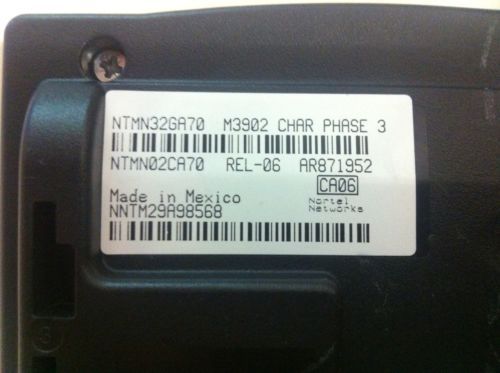 NTMN32GA70 M3902 CHAR PHASE 3
NTMN02CA70 REL-06 AR871952
CA06
Made in Mexico
Nortel
Networks
NNTM29A98568